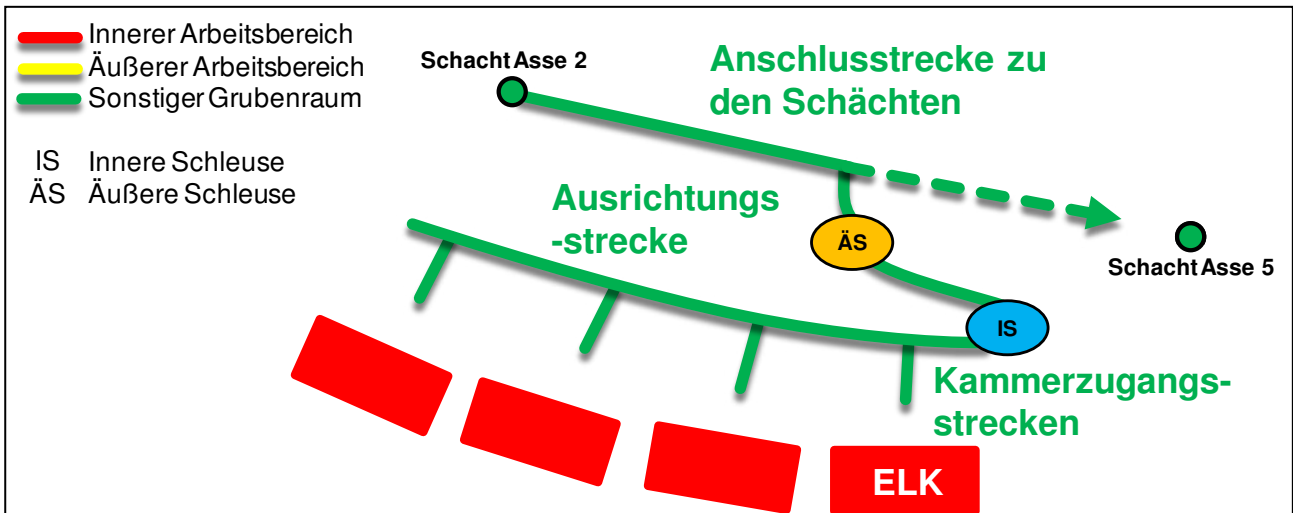 Innerer Arbeitsbereich
Äußerer Arbeitsbereich
Sonstiger Grubenraum
IS Innere Schleuse
ÄS Äußere Schleuse
Schacht Asse 2
Anschlusstrecke zu
den Schächten
Ausrichtungs
-strecke
ÄS
Schacht Asse 5
IS
Kammerzugangs-
strecken
ELK